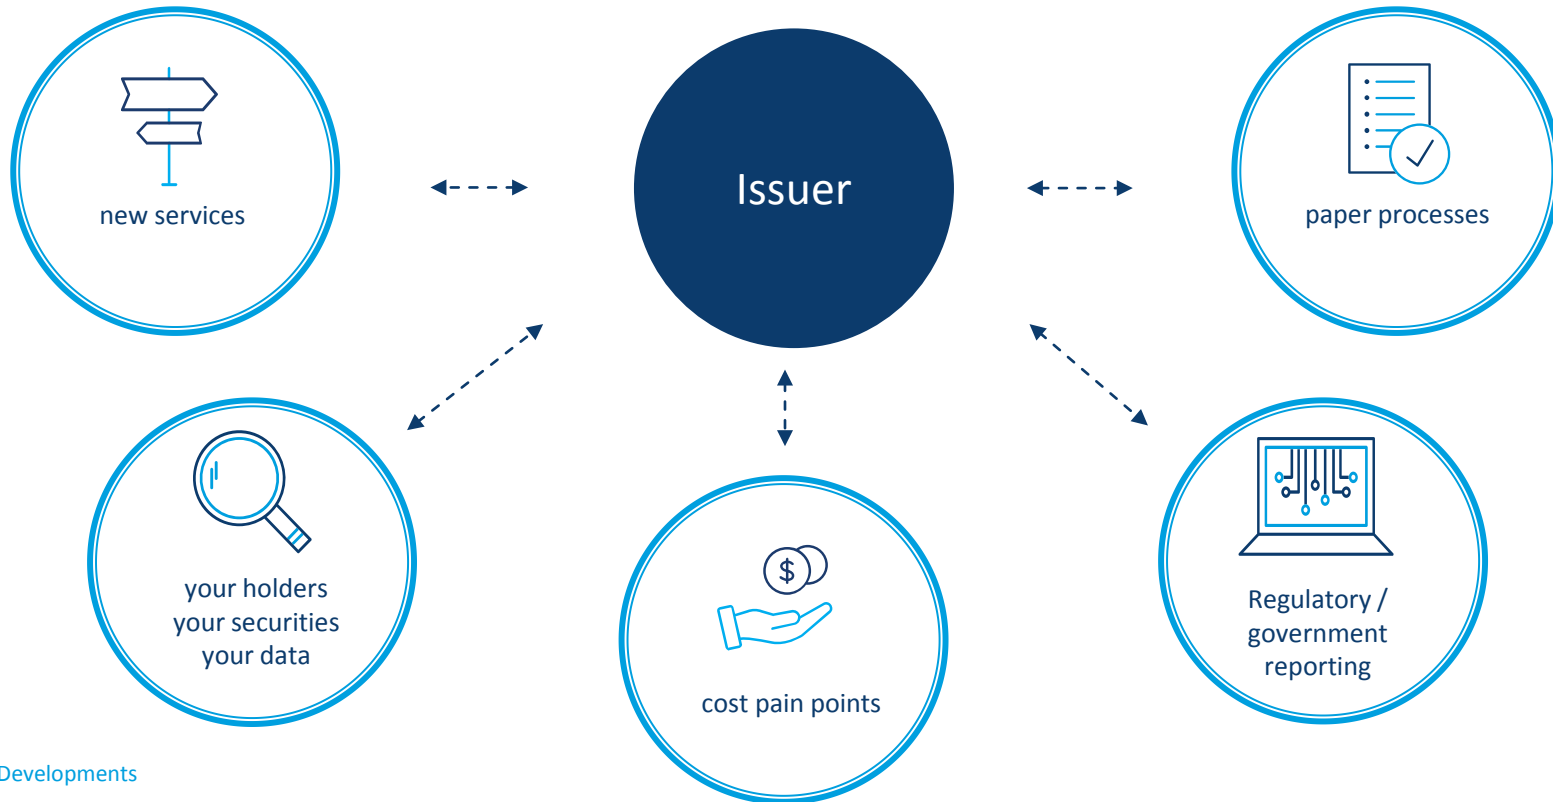 Issuer
new services
paper processes
your holders
your securities
your data
$
cost pain points
Regulatory /
government
reporting
Developments